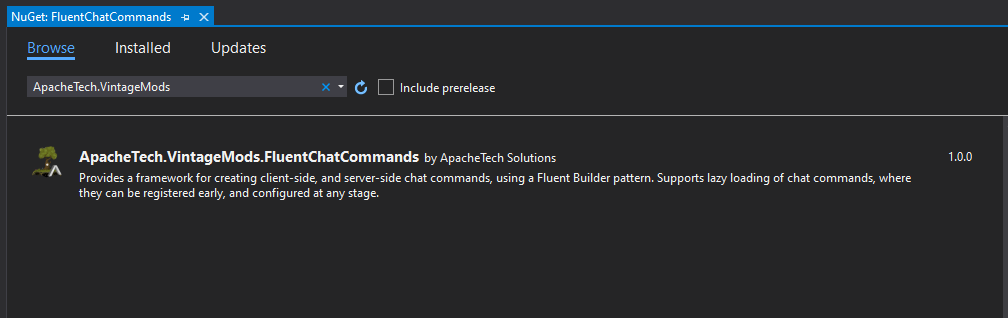 NuGet: FluentChatCommands
Browse Installed Updates
ApacheTech.VintageMods Include prerelease
ApacheTech.VintageMods.FluentChatCommands by ApacheTech Solutions 1.0.0
Provides a framework for creating client-side, and server-side chat commands, using a Fluent Builder pattern. Supports lazy loading of chat commands, where
they can be registered early, and configured at any stage.